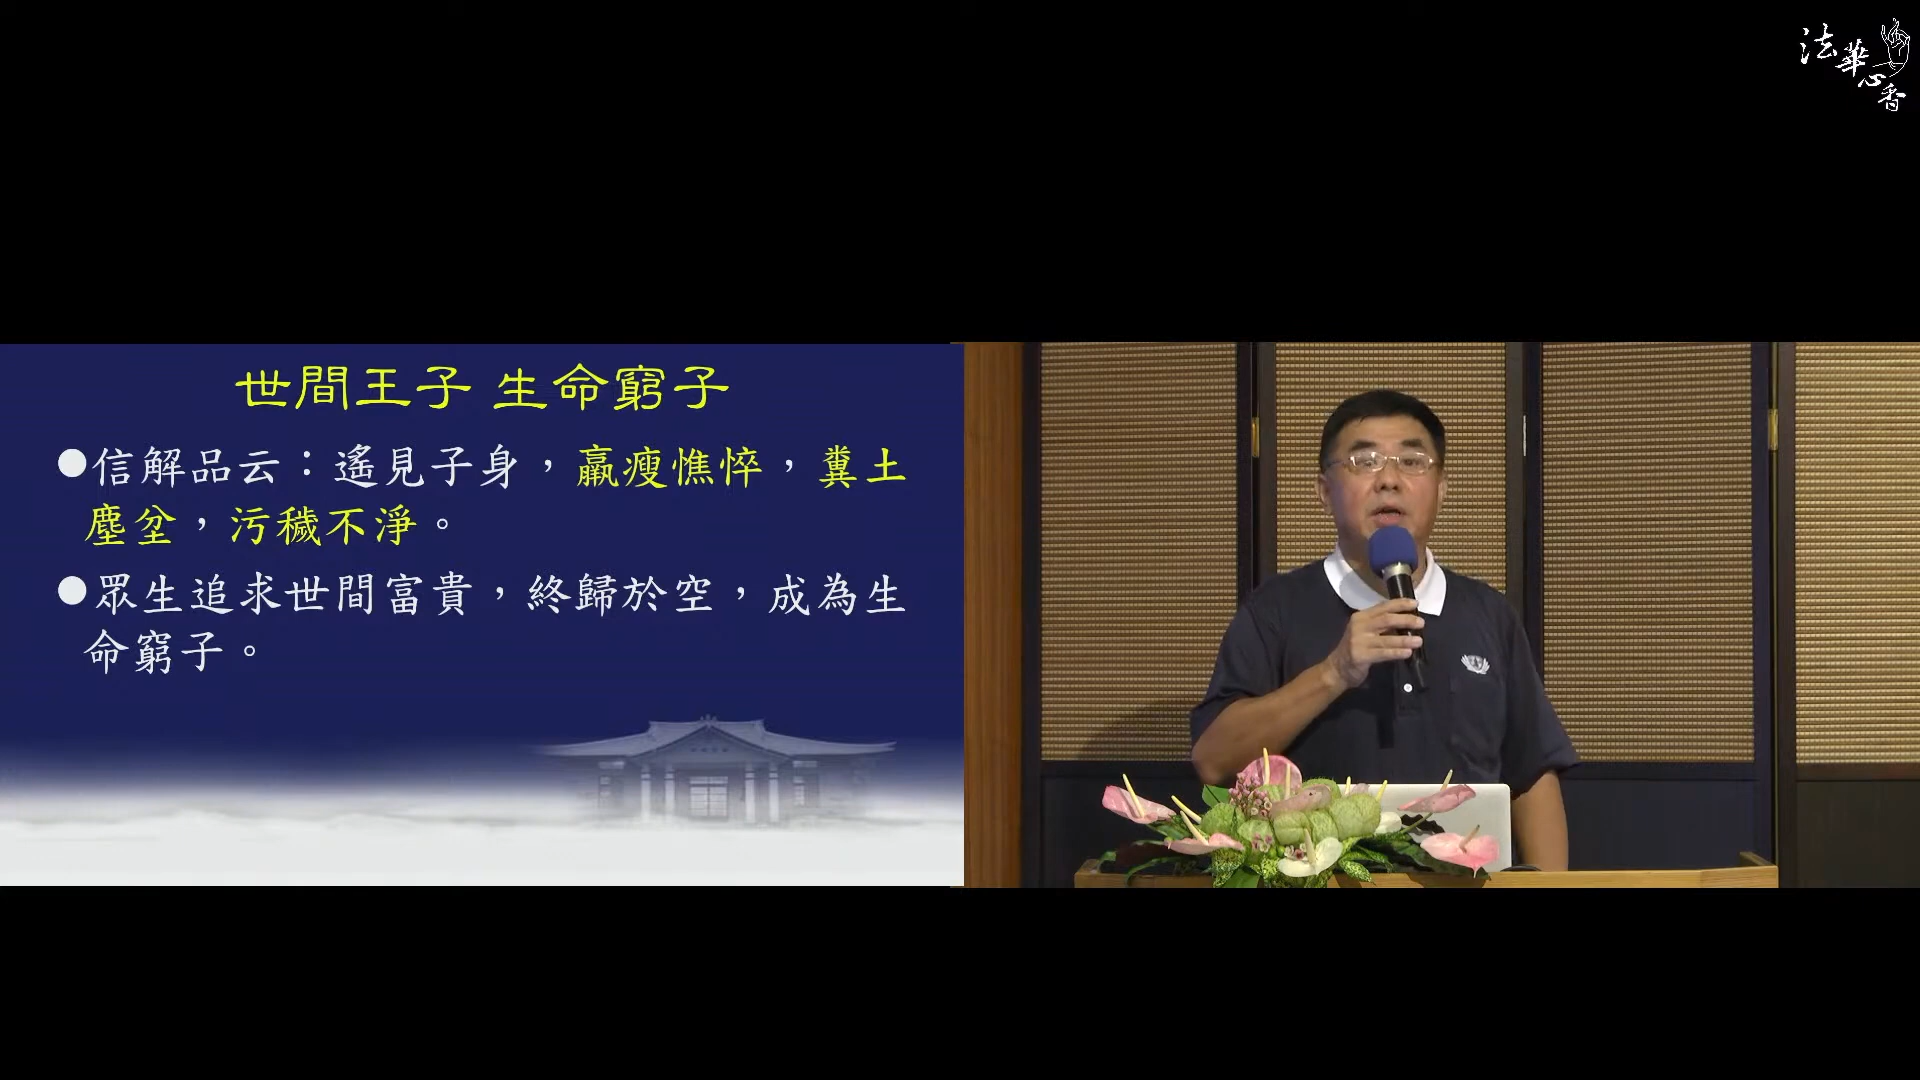 法華心香
世間王子 生命窮子
●信解品云：遙見子身，羸瘦憔悴，糞土
塵坌，污穢不淨。
●眾生追求世間富貴，終歸於空，成為生
命窮子。